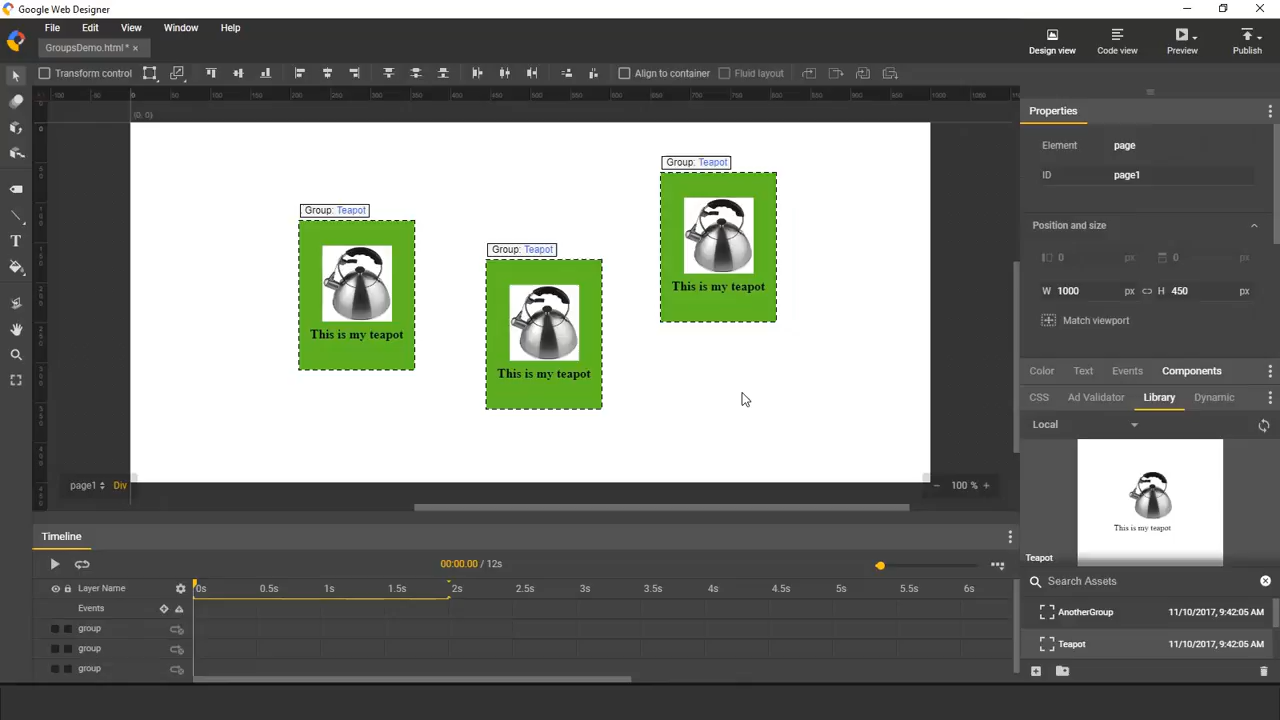 Google Web Designer
File Edit View Window Help
GroupsDemo.html* ×
Design view Code view Preview Publish
Transform control Align to container Fluid layout
(0; 0)
Group: Teapot
This is my teapot
Group: Teapot
This is my teapot
Group: Teapot
This is my teapot
page1 Div
− 100 % +
Properties
Element page
ID page1
Position and size
0 px 0 px
W 1000 px H 450 px
Match viewport
Color Text Events Components
CSS Ad Validator Library Dynamic
Local
This is my teapot
Teapot
Search Assets
AnotherGroup 11/10/2017, 9:42:05 AM
Teapot 11/10/2017, 9:42:05 AM
Timeline
00:00.00 / 12s
Layer Name 0s 0.5s 1s 1.5s 2s 2.5s 3s 3.5s 4s 4.5s 5s 5.5s 6s
Events
group
group
group